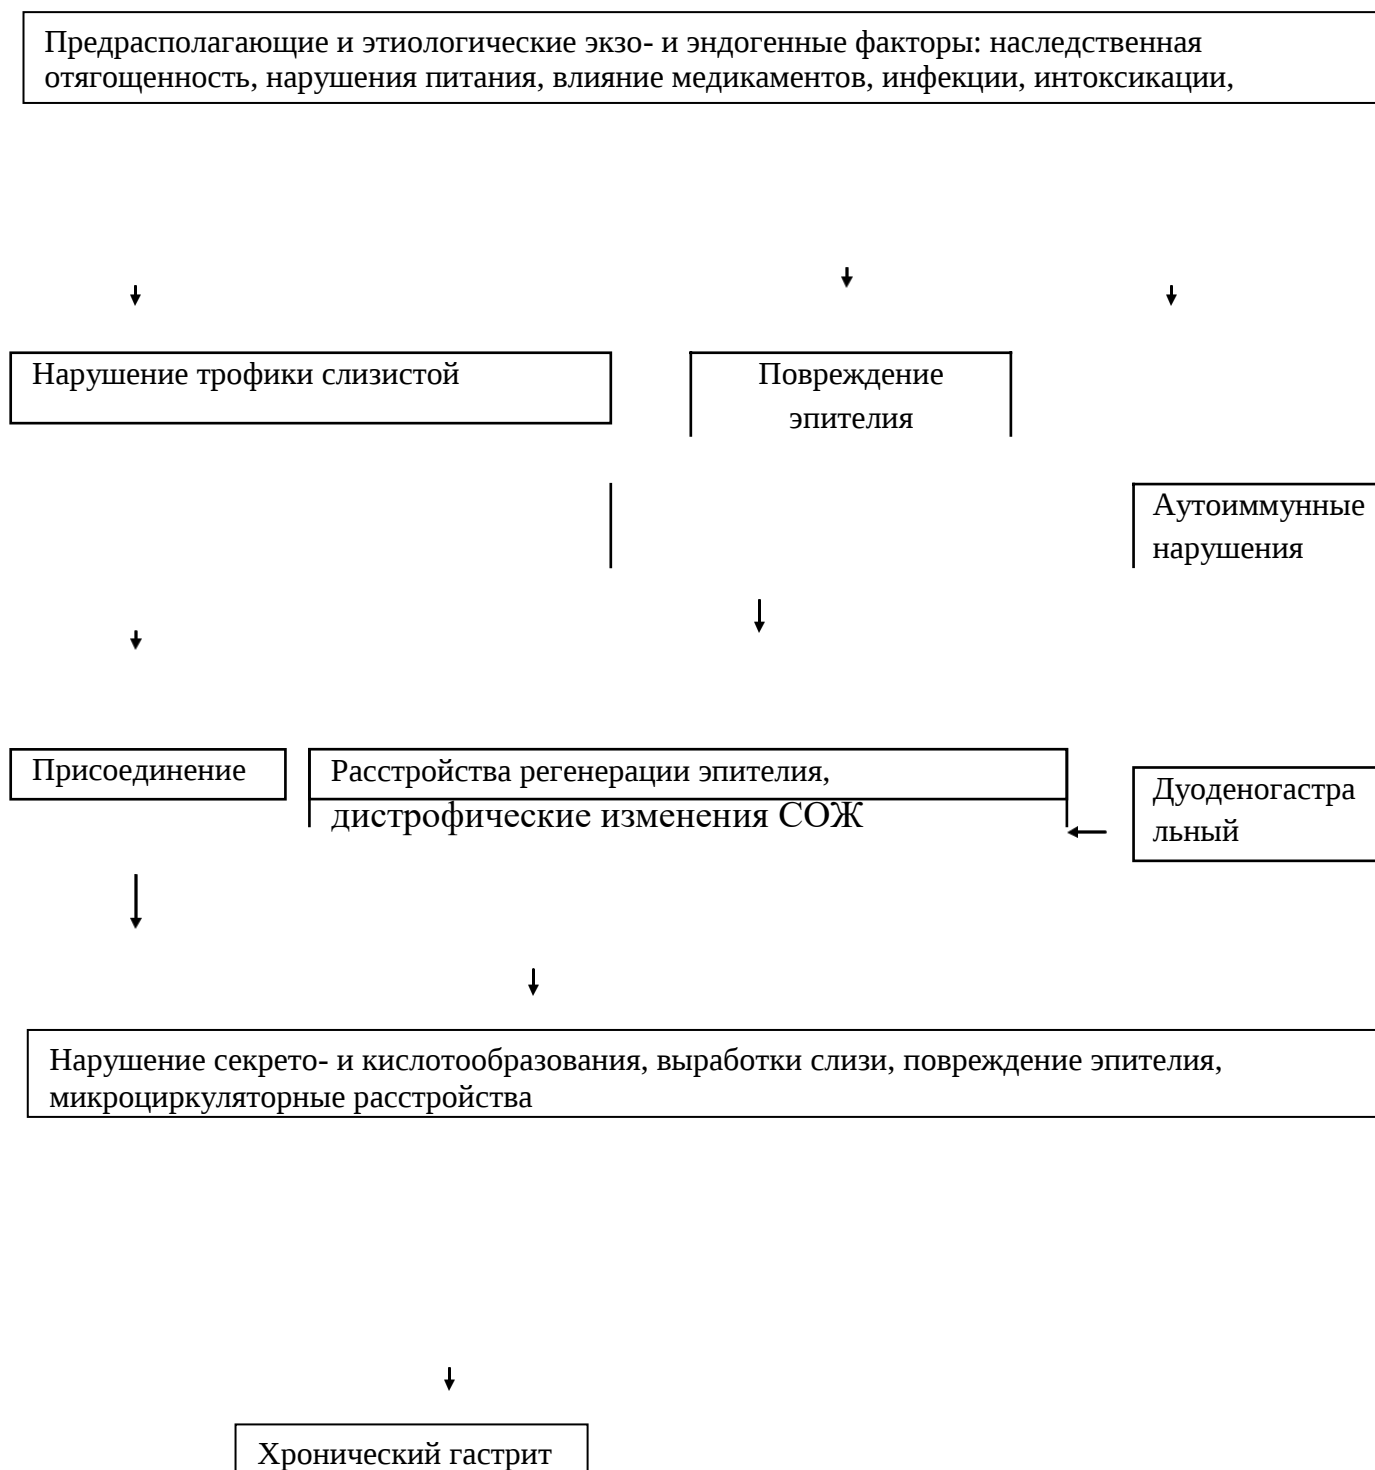 Предрасполагающие и этиологические экзо- и эндогенные факторы: наследственная
отягощенность, нарушения питания, влияние медикаментов, инфекции, интоксикации,
Нарушение трофики слизистой
Повреждение
эпителия
Аутоиммунные
нарушения
Присоединение
Расстройства регенерации эпителия,
дистрофические изменения СОЖ
Дуоденогастра
льный
Нарушение секрето- и кислотообразования, выработки слизи, повреждение эпителия,
микроциркуляторные расстройства
Хронический гастрит